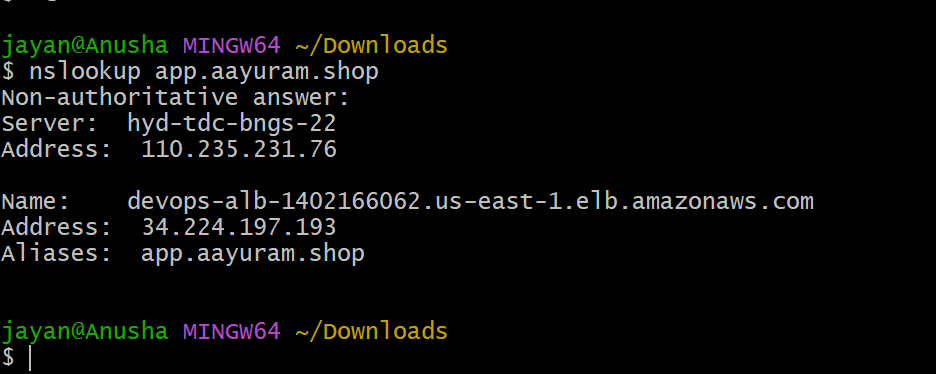 jayan@Anusha MINGW64 ~/Downloads
$ nslookup app.aayuram.shop
Non-authoritative answer:
Server:  hyd-tdc-bngs-22
Address:  110.235.231.76
Name:    devops-alb-1402166062.us-east-1.elb.amazonaws.com
Address:  34.224.197.193
Aliases:  app.aayuram.shop
jayan@Anusha MINGW64 ~/Downloads
$